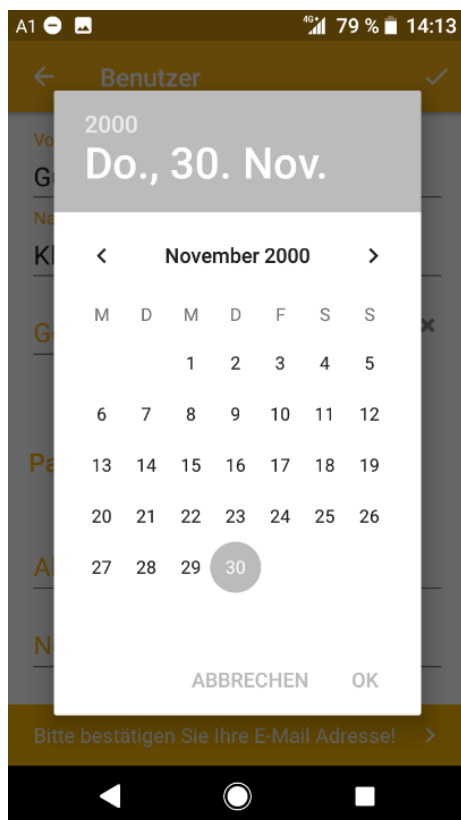 A1 4G+ 79 % 14:13
Benutzer
2000
Do., 30. Nov.
November 2000
M D M D F S S
1 2 3 4 5
6 7 8 9 10 11 12
13 14 15 16 17 18 19
20 21 22 23 24 25 26
27 28 29 30
ABBRECHEN OK
Bitte bestätigen Sie Ihre E-Mail Adresse!